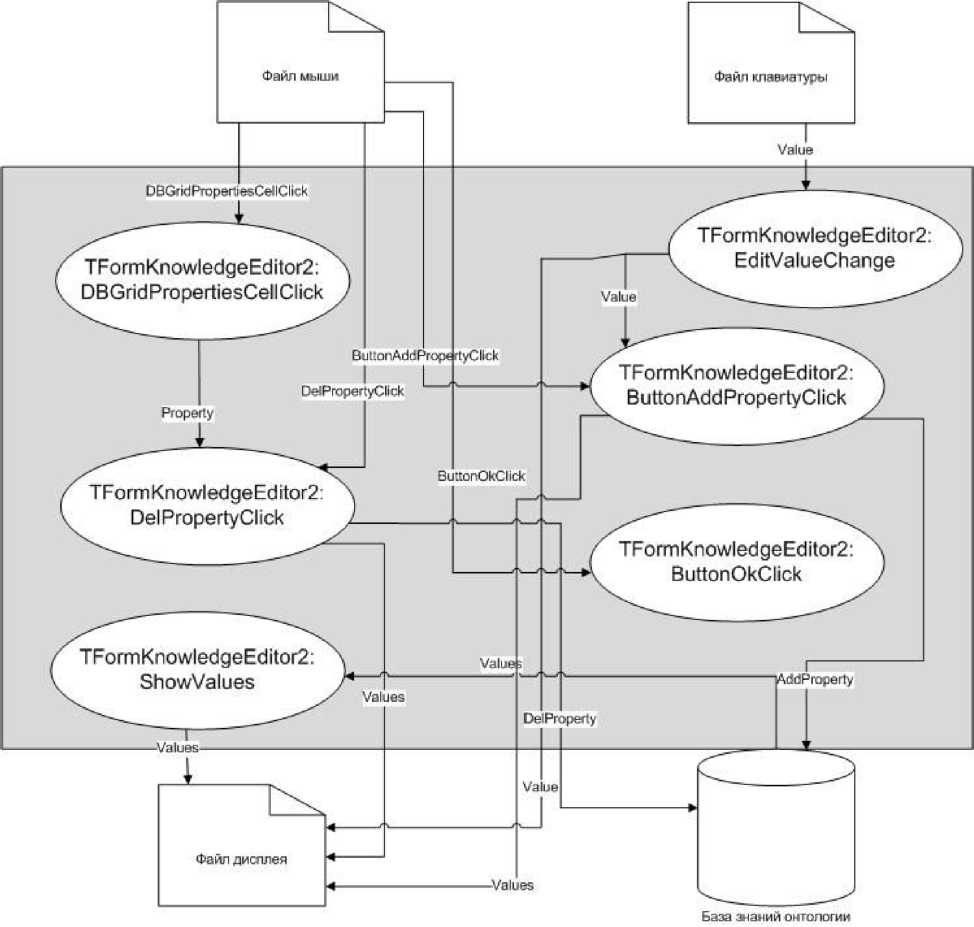 Файл мыши
Файл клавиатуры
Value
DBGridPropertiesCellClick
TFormKnowledgeEditor2:
EditValueChange
TFormKnowledgeEditor2:
DBGridPropertiesCellClick
Value
ButtonAddPropertyClick
TFormKnowledgeEditor2:
ButtonAddPropertyClick
DelPropertyClick
Property
ButtonOkClick
TFormKnowledgeEditor2:
DelPropertyClick
TFormKnowledgeEditor2:
ButtonOkClick
TFormKnowledgeEditor2:
ShowValues
Values
AddProperty
Values
DelProperty
Values
Value
Файл дисплея
Values
База знаний онтологии